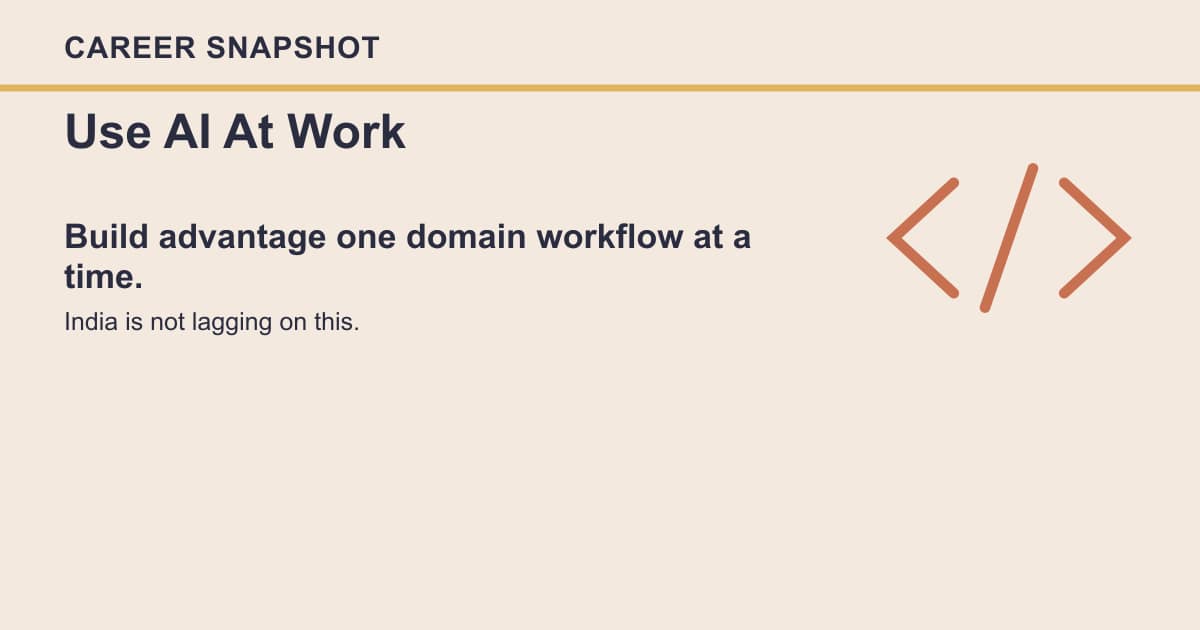 CAREER SNAPSHOT
Use AI At Work
Build advantage one domain workflow at a
time.
India is not lagging on this.